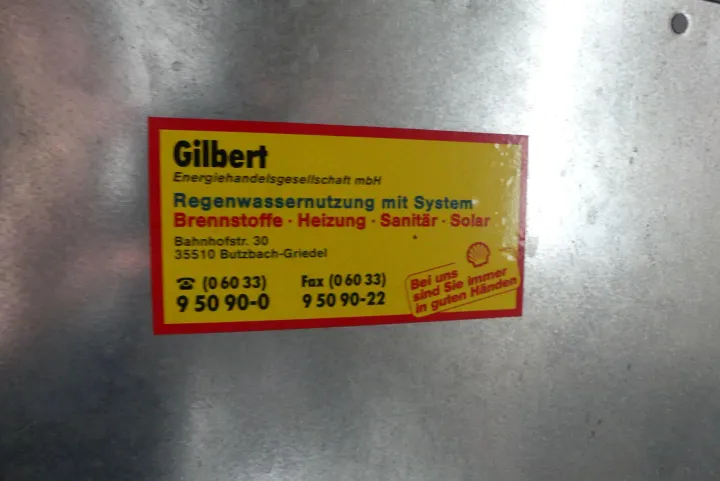 Gilbert
Energiehandelsgesellschaft mbH
Regenwassernutzung mit System
Brennstoffe · Heizung · Sanitär · Solar
Bahnhofstr. 30
35510 Butzbach-Griedel
☎ (0 60 33) Fax (0 60 33)
9 50 90-0 9 50 90-22
Bei uns
sind Sie immer
in guten Händen